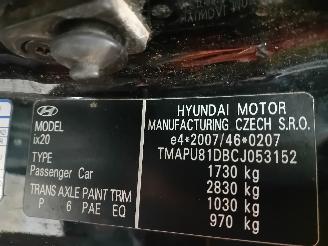 HYUNDAI MOTOR
MANUFACTURING CZECH S.R.O.
e4*2007/46*0207
TMAPU81DBCJ053152
1730 kg
2830 kg
1030 kg
970 kg
MODEL
ix20
TYPE
Passenger Car
TRANS AXLE PAINT TRIM
P 6 PAE EQ